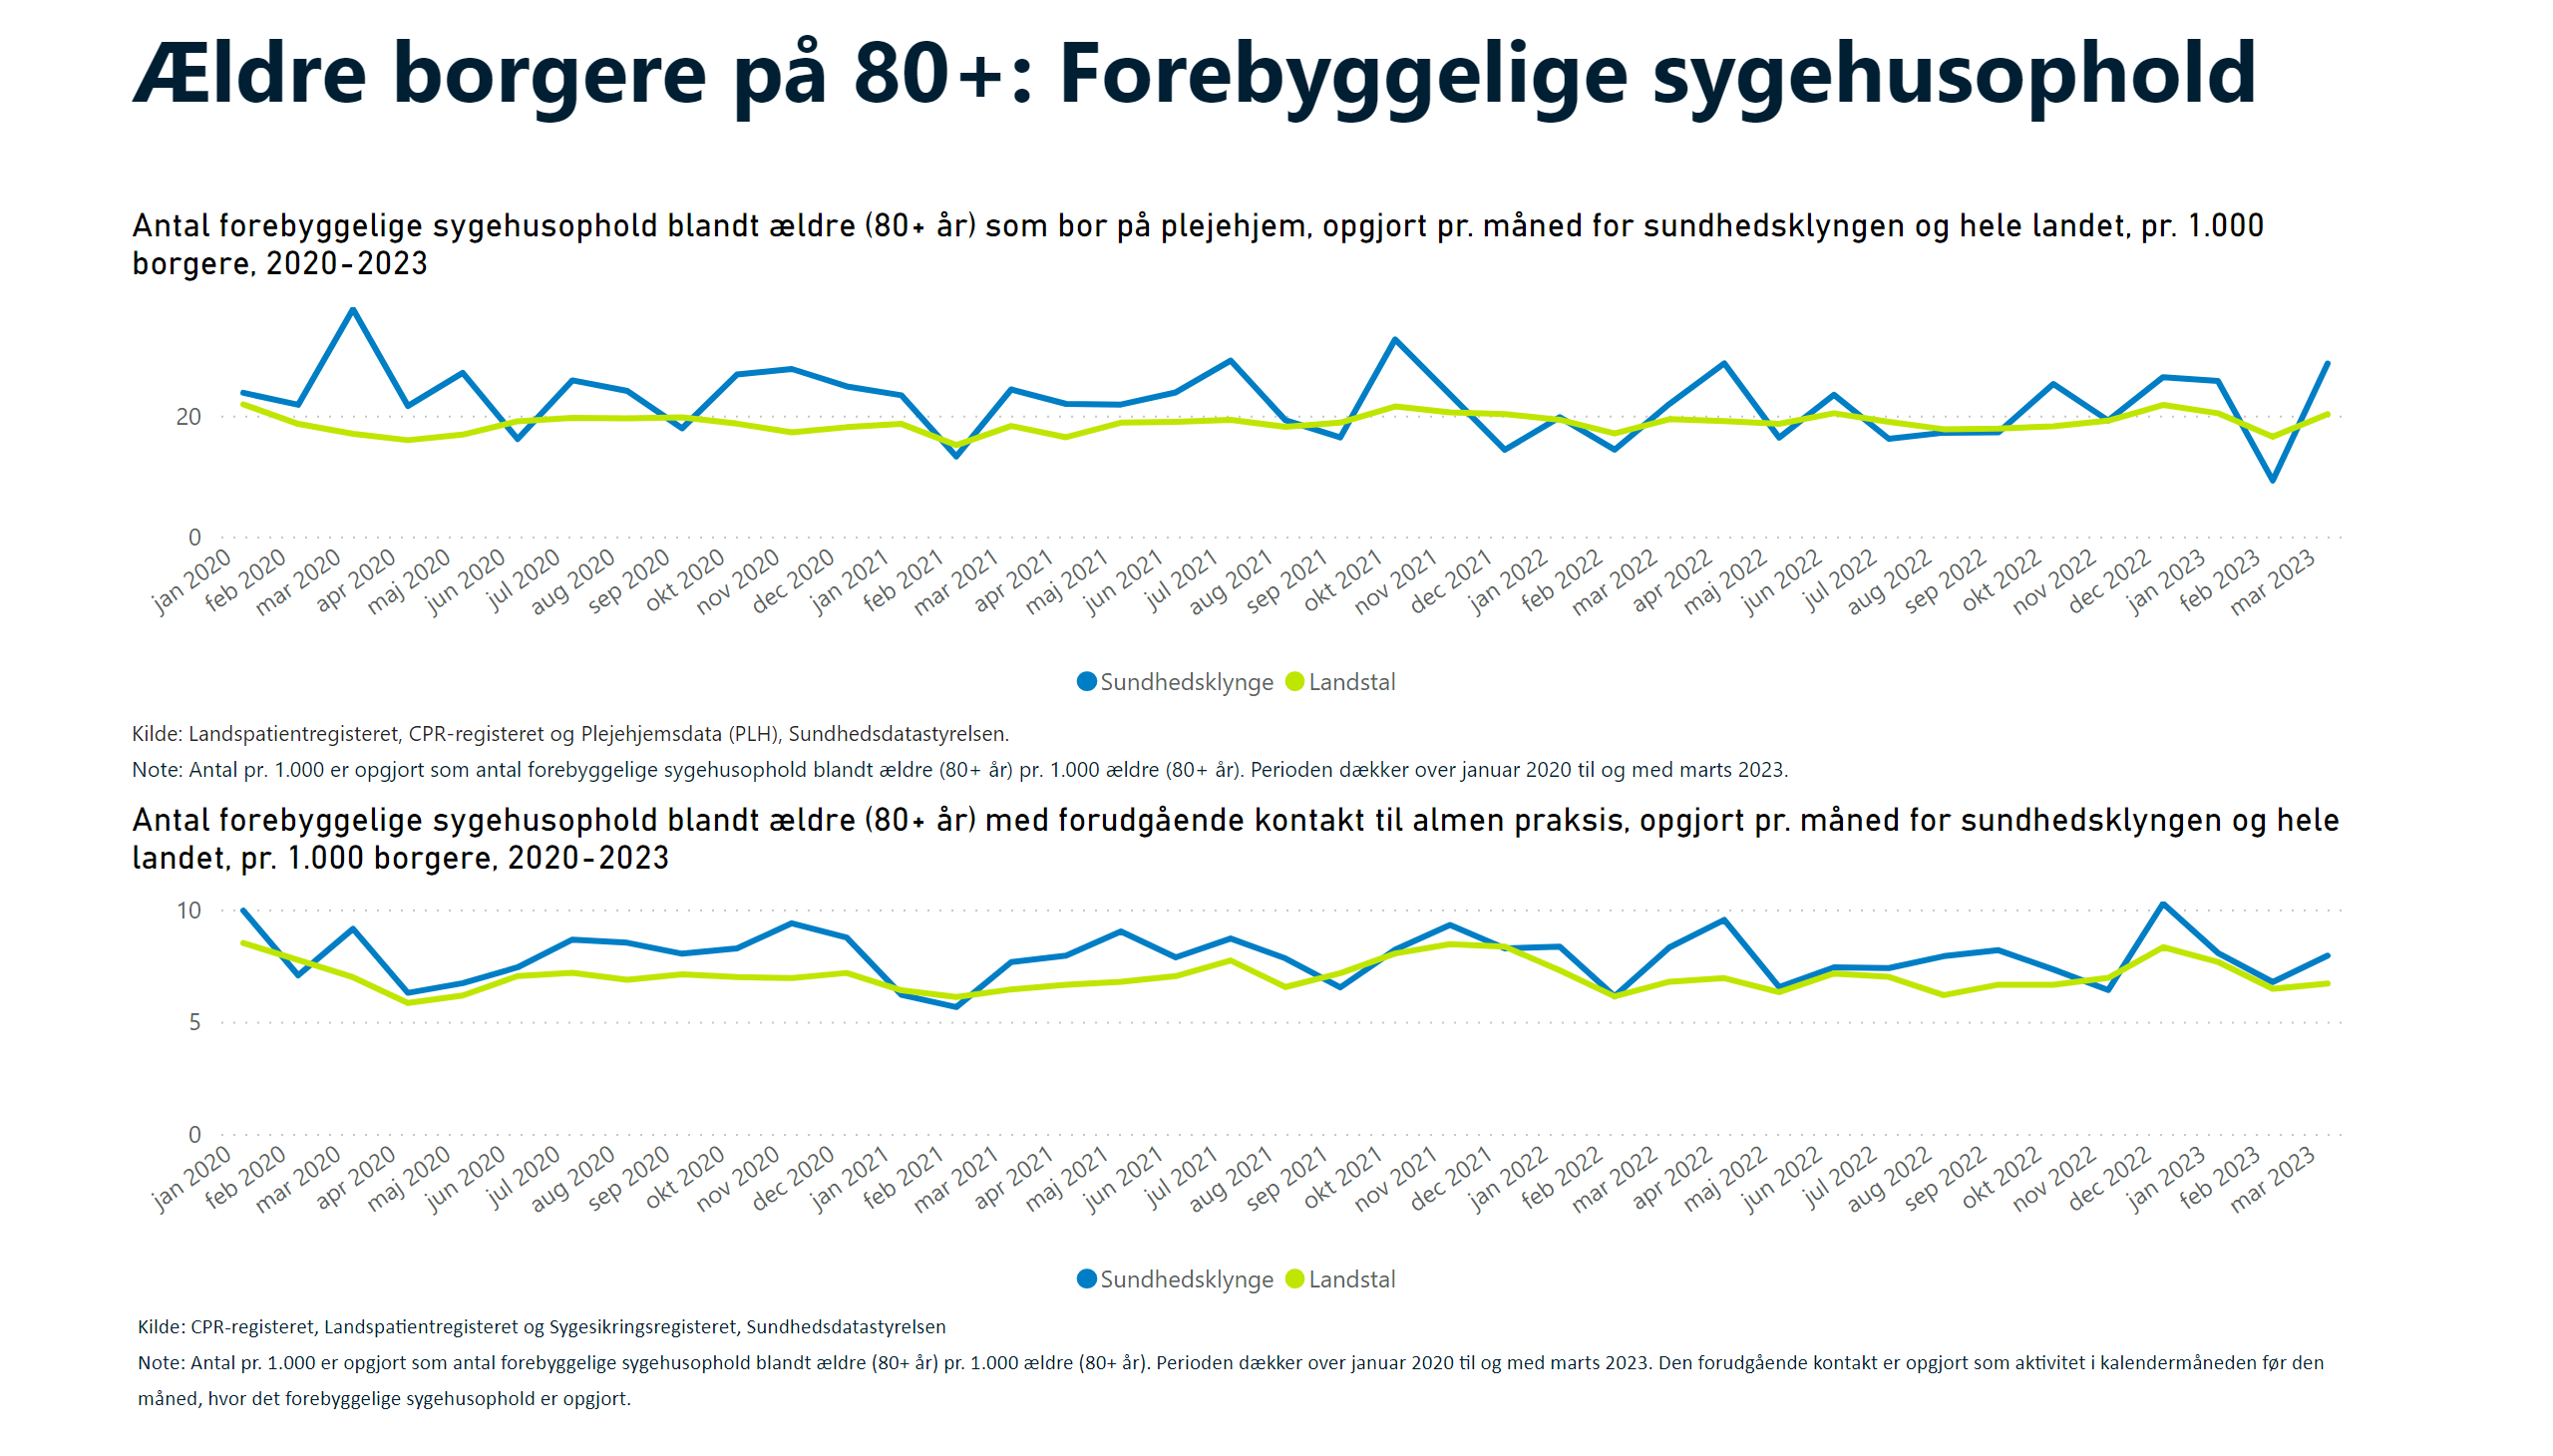 Ældre borgere på 80+: Forebyggelige sygehusophold
Antal forebyggelige sygehusophold blandt ældre (80+ år) som bor på plejehjem, opgjort pr. måned for sundhedsklyngen og hele landet, pr. 1.000
borgere, 2020-2023
20
0
jan 2020
feb 2020
mar 2020
apr 2020
maj 2020
jun 2020
jul 2020
aug 2020
sep 2020
okt 2020
nov 2020
dec 2020
jan 2021
feb 2021
mar 2021
apr 2021
maj 2021
jun 2021
jul 2021
aug 2021
sep 2021
okt 2021
nov 2021
dec 2021
jan 2022
feb 2022
mar 2022
apr 2022
maj 2022
jun 2022
jul 2022
aug 2022
sep 2022
okt 2022
nov 2022
dec 2022
jan 2023
feb 2023
mar 2023
Sundhedsklynge Landstal
Kilde: Landspatientregisteret, CPR-registeret og Plejehjemsdata (PLH), Sundhedsdatastyrelsen.
Note: Antal pr. 1.000 er opgjort som antal forebyggelige sygehusophold blandt ældre (80+ år) pr. 1.000 ældre (80+ år). Perioden dækker over januar 2020 til og med marts 2023.
Antal forebyggelige sygehusophold blandt ældre (80+ år) med forudgående kontakt til almen praksis, opgjort pr. måned for sundhedsklyngen og hele
landet, pr. 1.000 borgere, 2020-2023
10
5
0
jan 2020
feb 2020
mar 2020
apr 2020
maj 2020
jun 2020
jul 2020
aug 2020
sep 2020
okt 2020
nov 2020
dec 2020
jan 2021
feb 2021
mar 2021
apr 2021
maj 2021
jun 2021
jul 2021
aug 2021
sep 2021
okt 2021
nov 2021
dec 2021
jan 2022
feb 2022
mar 2022
apr 2022
maj 2022
jun 2022
jul 2022
aug 2022
sep 2022
okt 2022
nov 2022
dec 2022
jan 2023
feb 2023
mar 2023
Sundhedsklynge Landstal
Kilde: CPR-registeret, Landspatientregisteret og Sygesikringsregisteret, Sundhedsdatastyrelsen
Note: Antal pr. 1.000 er opgjort som antal forebyggelige sygehusophold blandt ældre (80+ år) pr. 1.000 ældre (80+ år). Perioden dækker over januar 2020 til og med marts 2023. Den forudgående kontakt er opgjort som aktivitet i kalendermåneden før den
måned, hvor det forebyggelige sygehusophold er opgjort.